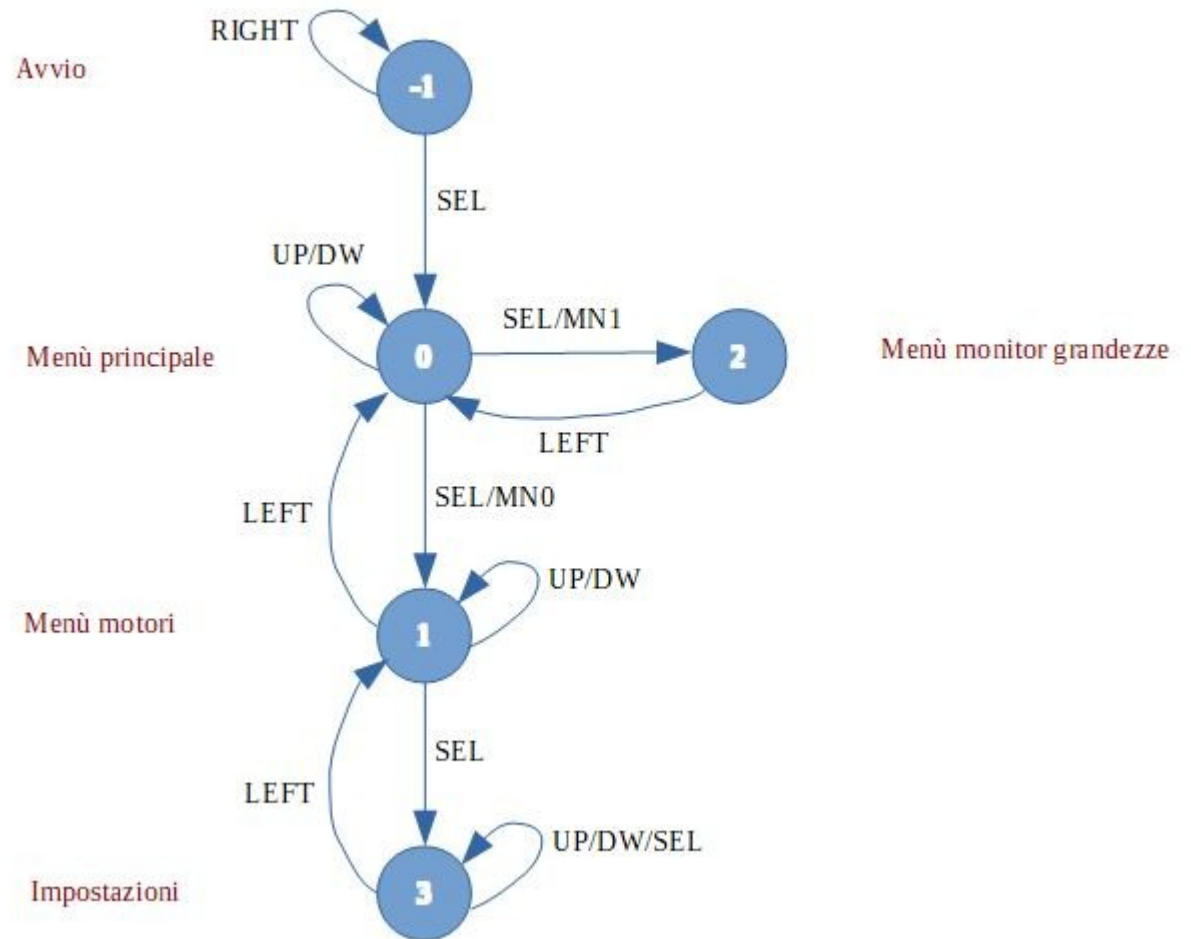 RIGHT
Avvio
-1
SEL
UP/DW
SEL/MN1
Menù principale
0
2
Menù monitor grandezze
LEFT
SEL/MN0
LEFT
UP/DW
Menù motori
1
SEL
LEFT
UP/DW/SEL
Impostazioni
3